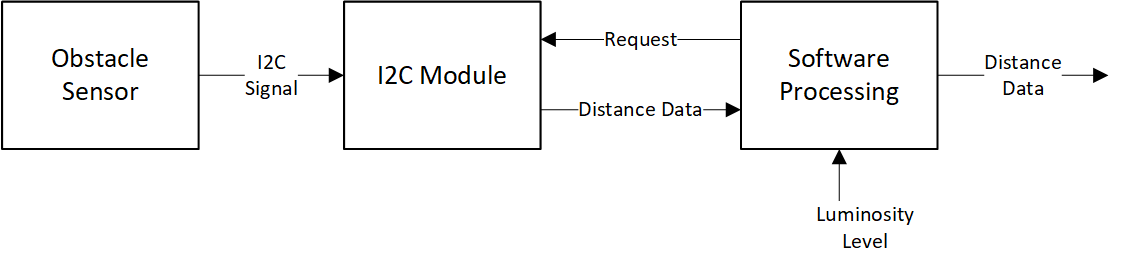 Obstacle
Sensor
I2C
Signal
I2C Module
Request
Distance Data
Software
Processing
Distance
Data
Luminosity
Level